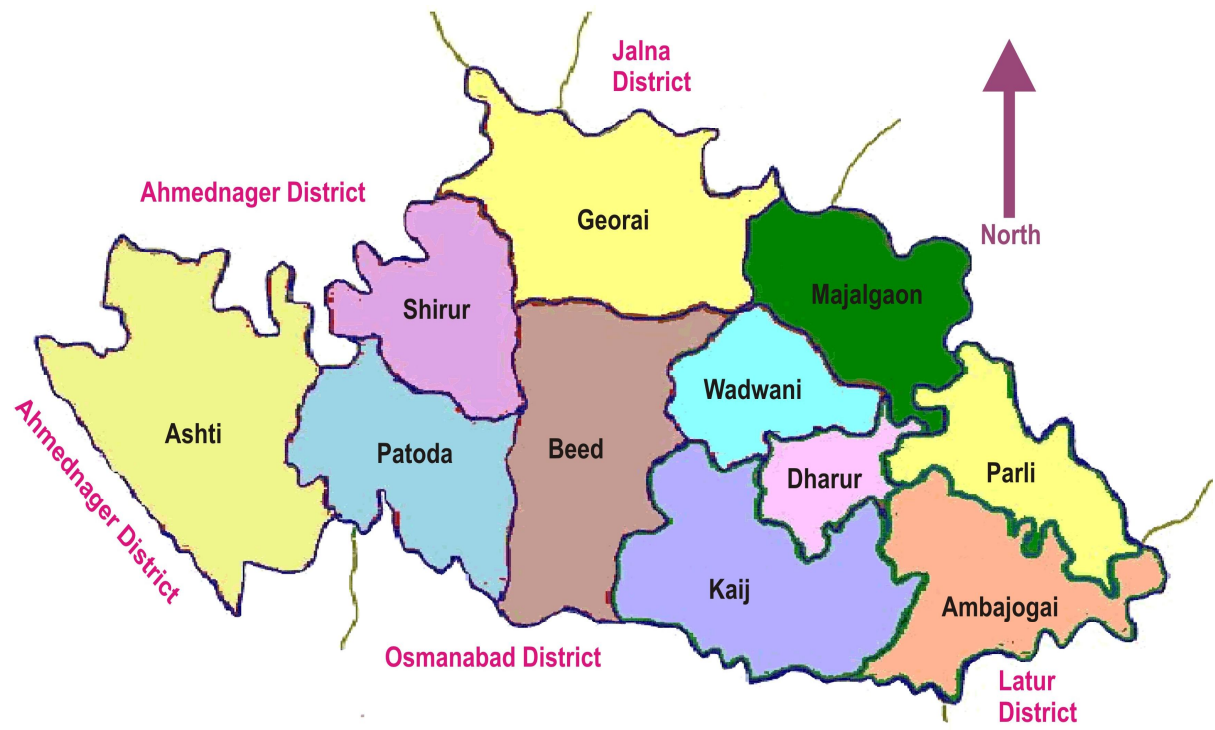 Jalna
District
Ahmednager District
Georai
North
Majalgaon
Shirur
Wadwani
Ashti
Patoda
Beed
Dharur
Parli
Ahmednager District
Kaij
Ambajogai
Osmanabad District
Latur
District